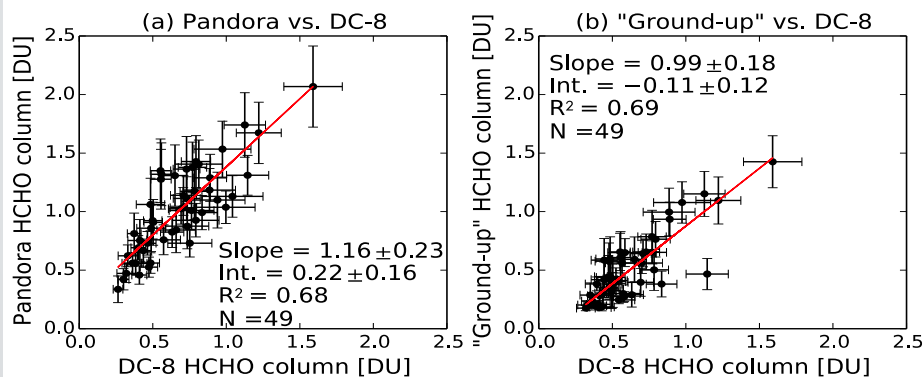 (a) Pandora vs. DC-8
Pandora HCHO column [DU]
2.5
2.0
1.5
1.0
0.5
0.0
Slope = 1.16±0.23
Int. = 0.22±0.16
R² = 0.68
N =49
0.0 0.5 1.0 1.5 2.0 2.5
DC-8 HCHO column [DU]
(b) "Ground-up" vs. DC-8
"Ground-up" HCHO column [DU]
2.5
2.0
1.5
1.0
0.5
0.0
Slope = 0.99±0.18
Int. = −0.11±0.12
R² = 0.69
N =49
0.0 0.5 1.0 1.5 2.0 2.5
DC-8 HCHO column [DU]